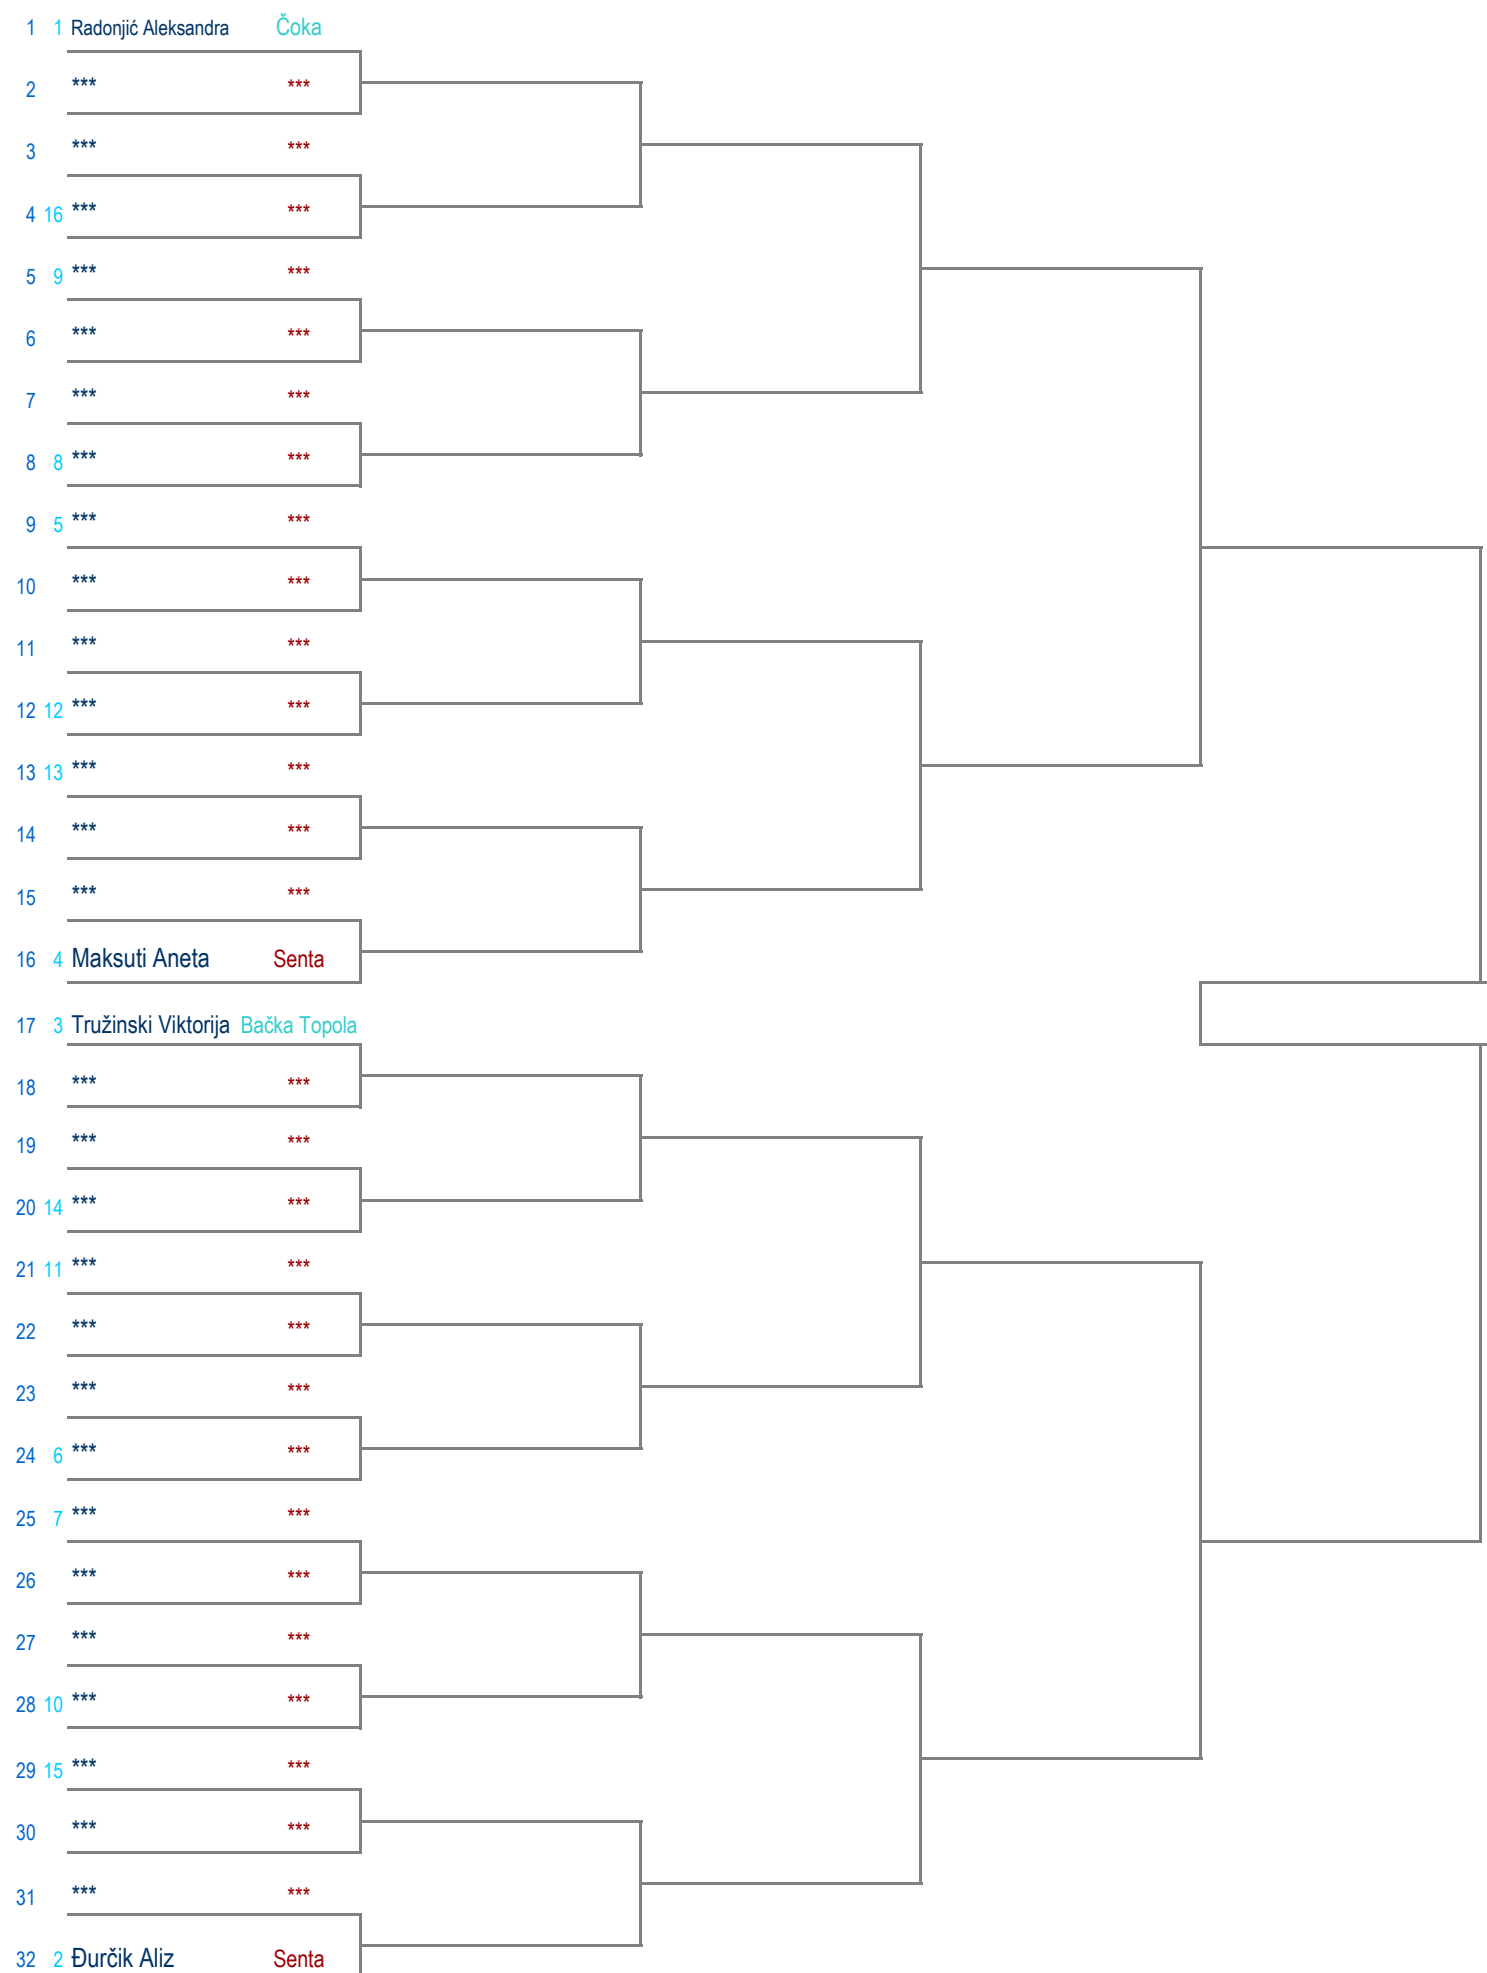 1 1 Radonjić Aleksandra Čoka
2 *** ***
3 *** ***
4 16 *** ***
5 9 *** ***
6 *** ***
7 *** ***
8 8 *** ***
9 5 *** ***
10 *** ***
11 *** ***
12 12 *** ***
13 13 *** ***
14 *** ***
15 *** ***
16 4 Maksuti Aneta Senta
17 3 Tružinski Viktorija Bačka Topola
18 *** ***
19 *** ***
20 14 *** ***
21 11 *** ***
22 *** ***
23 *** ***
24 6 *** ***
25 7 *** ***
26 *** ***
27 *** ***
28 10 *** ***
29 15 *** ***
30 *** ***
31 *** ***
32 2 Đurčik Aliz Senta